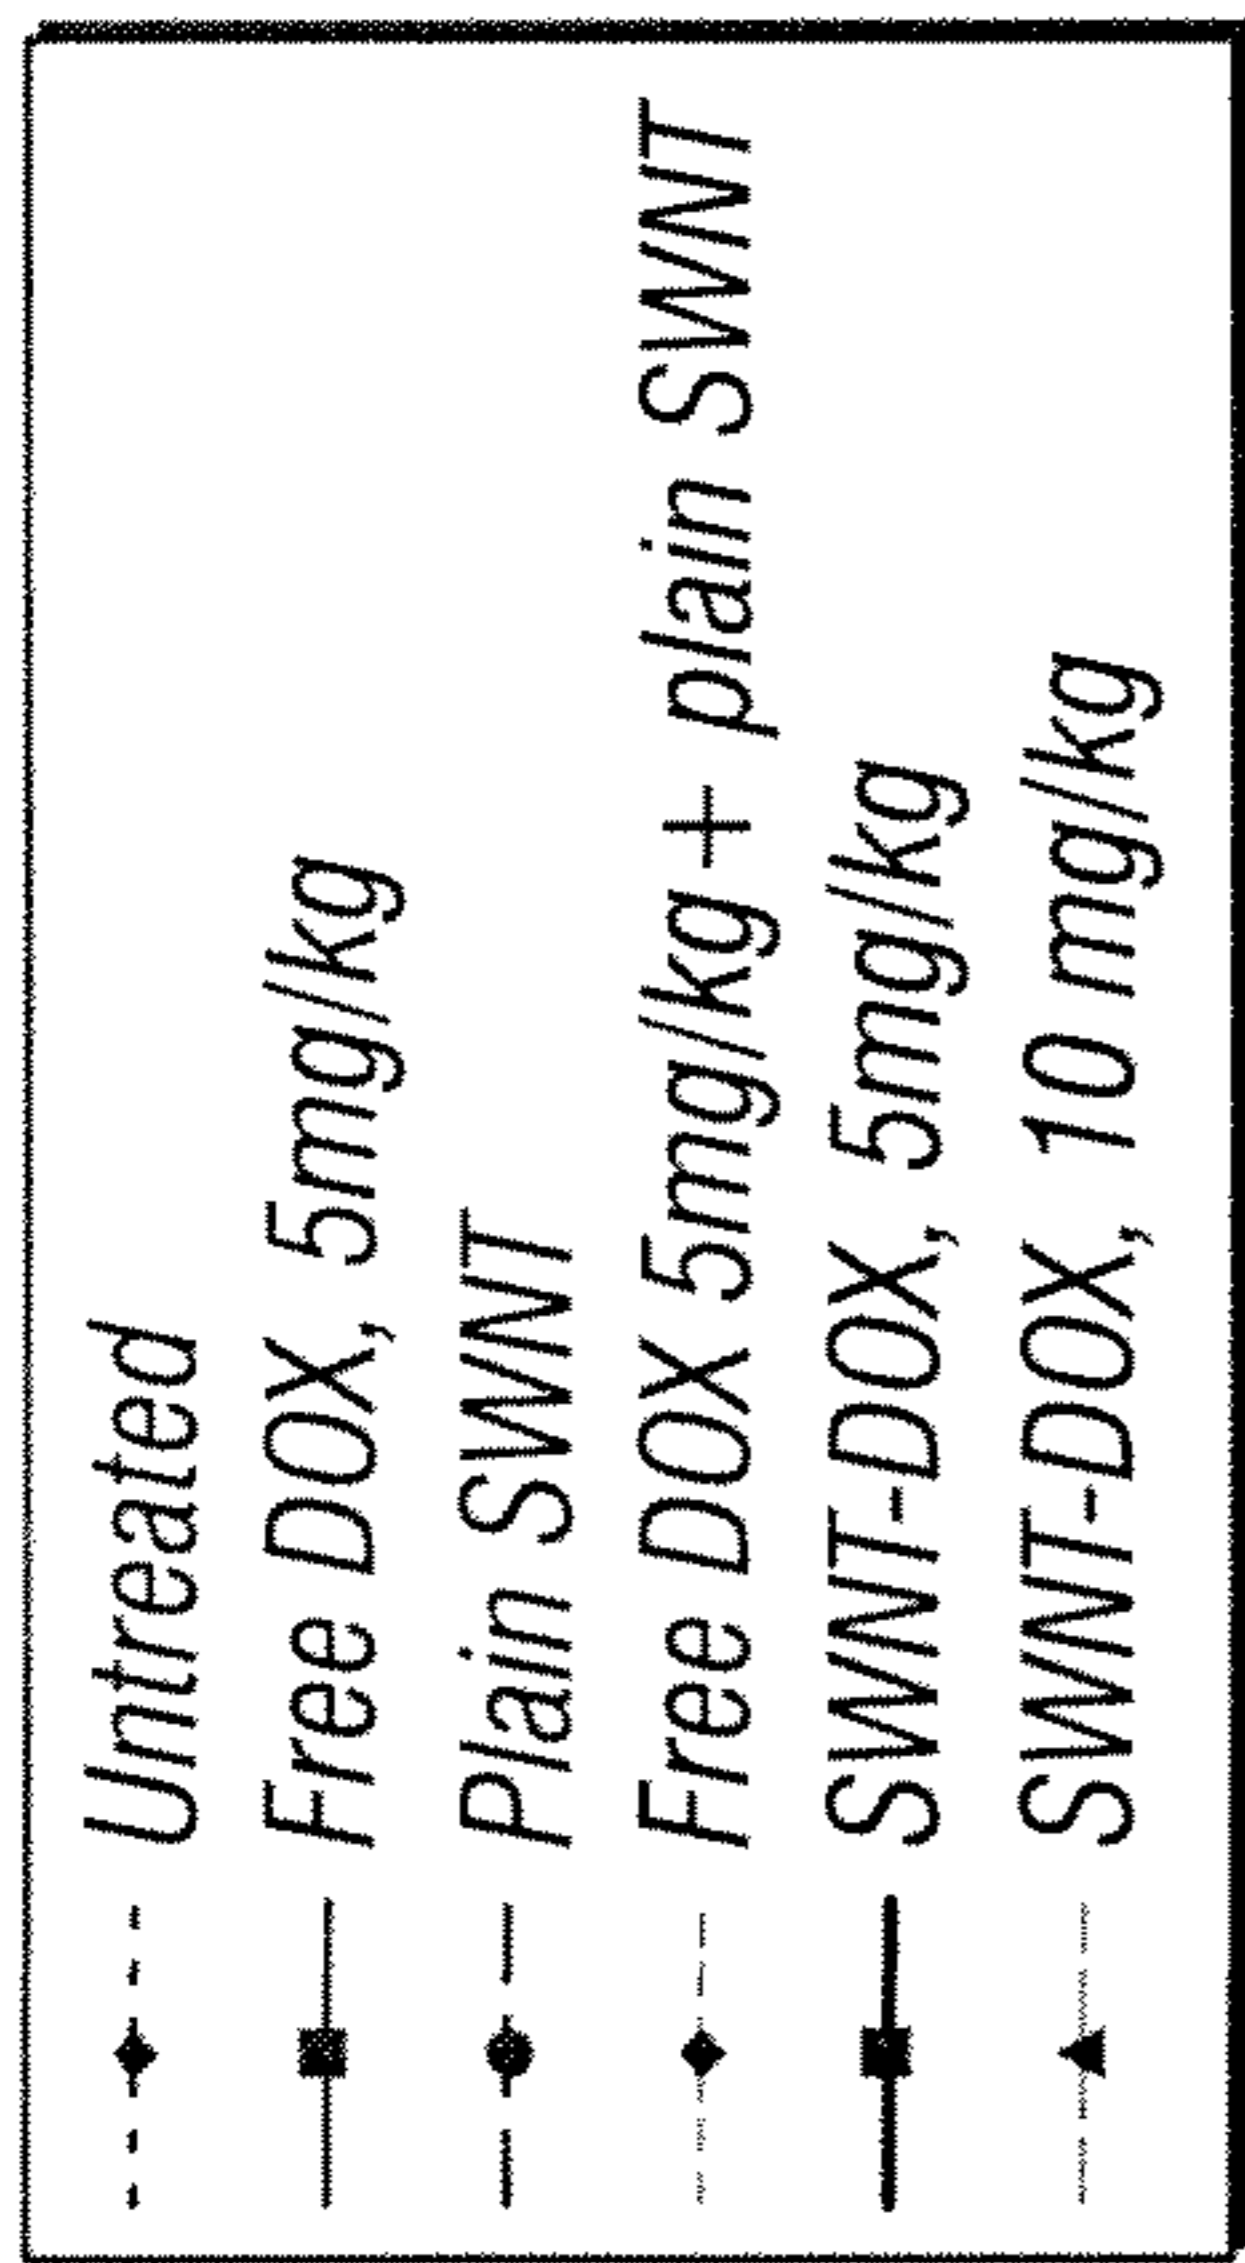 Untreated
Free DOX, 5mg/kg
Plain SWNT
Free DOX 5mg/kg + plain SWNT
SWNT-DOX, 5mg/kg
SWNT-DOX, 10 mg/kg